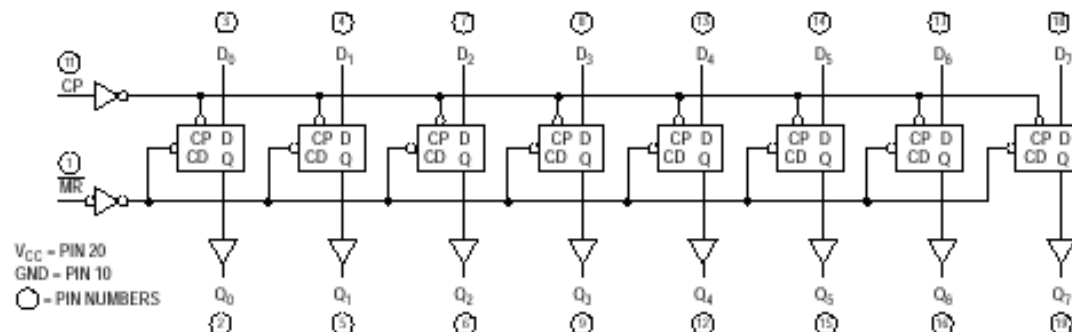 3 4 7 8 13 14 17 18
D0 D1 D2 D3 D4 D5 D6 D7
11
CP
CP D CP D CP D CP D CP D CP D CP D CP D
CD Q CD Q CD Q CD Q CD Q CD Q CD Q CD Q
1
MR
VCC = PIN 20
GND = PIN 10
= PIN NUMBERS
Q0 Q1 Q2 Q3 Q4 Q5 Q6 Q7
2 5 6 9 12 15 16 19